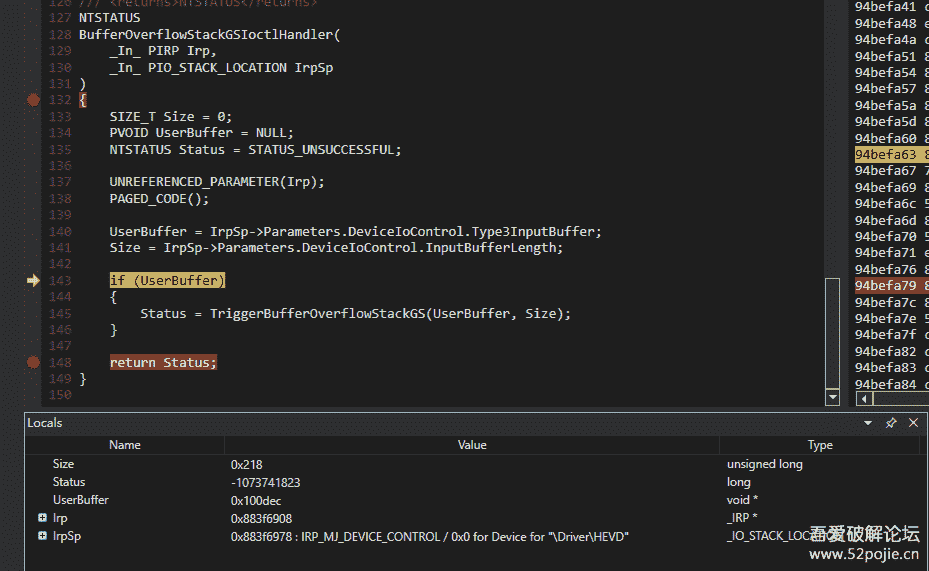 126 /// <returns>NTSTATUS</returns>
127 NTSTATUS
128 BufferOverflowStackGSIoctlHandler(
129 _In_ PIRP Irp,
130 _In_ PIO_STACK_LOCATION IrpSp
131 )
132 {
133 SIZE_T Size = 0;
134 PVOID UserBuffer = NULL;
135 NTSTATUS Status = STATUS_UNSUCCESSFUL;
136
137 UNREFERENCED_PARAMETER(Irp);
138 PAGED_CODE();
139
140 UserBuffer = IrpSp->Parameters.DeviceIoControl.Type3InputBuffer;
141 Size = IrpSp->Parameters.DeviceIoControl.InputBufferLength;
142
143 if (UserBuffer)
144 {
145 Status = TriggerBufferOverflowStackGS(UserBuffer, Size);
146 }
147
148 return Status;
149 }
150
94befa41
94befa48
94befa4a
94befa51
94befa54
94befa57
94befa5a
94befa5d
94befa60
94befa63
94befa67
94befa69
94befa6c
94befa6d
94befa70
94befa71
94befa76
94befa79
94befa7c
94befa7e
94befa7f
94befa82
94befa83
94befa84
Locals
Name Value Type
Size 0x218 unsigned long
Status -1073741823 long
UserBuffer 0x100dec void *
Irp 0x883f6908 _IRP *
IrpSp 0x883f6978 : IRP_MJ_DEVICE_CONTROL / 0x0 for Device for "\Driver\HEVD" _IO_STACK_LOC
吾爱破解论坛
www.52pojie.cn